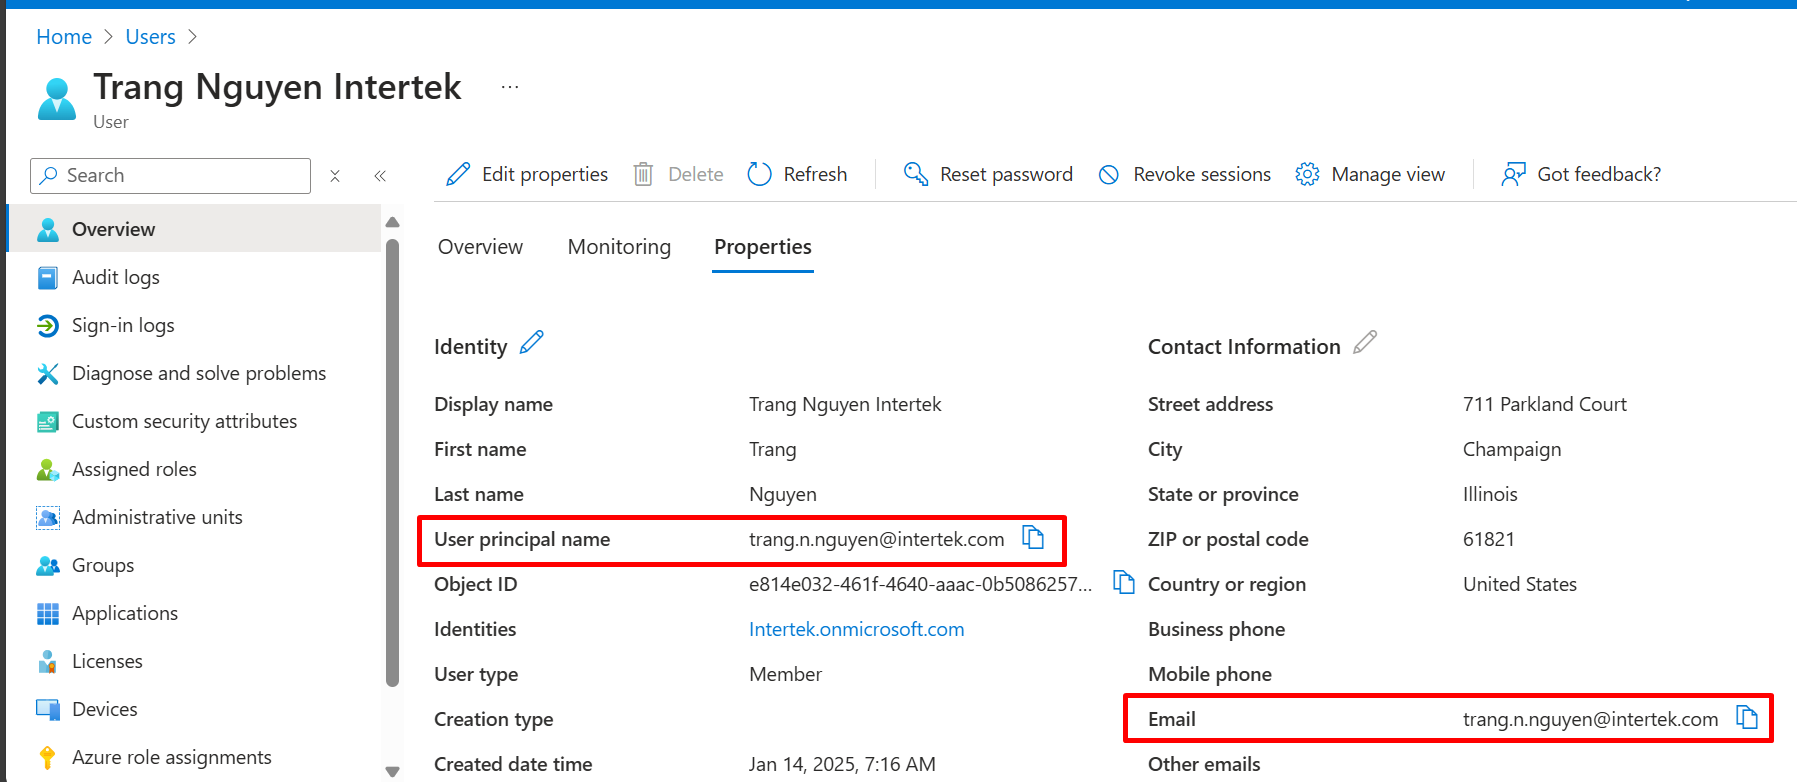 Home > Users >
Trang Nguyen Intertek ...
User
Search
Edit properties Delete Refresh Reset password Revoke sessions Manage view Got feedback?
Overview
Audit logs
Sign-in logs
Diagnose and solve problems
Custom security attributes
Assigned roles
Administrative units
Groups
Applications
Licenses
Devices
Azure role assignments
Overview Monitoring Properties
Identity
Display name Trang Nguyen Intertek
First name Trang
Last name Nguyen
User principal name trang.n.nguyen@intertek.com
Object ID e814e032-461f-4640-aaac-0b5086257...
Identities Intertek.onmicrosoft.com
User type Member
Creation type
Created date time Jan 14, 2025, 7:16 AM
Contact Information
Street address 711 Parkland Court
City Champaign
State or province Illinois
ZIP or postal code 61821
Country or region United States
Business phone
Mobile phone
Email trang.n.nguyen@intertek.com
Other emails